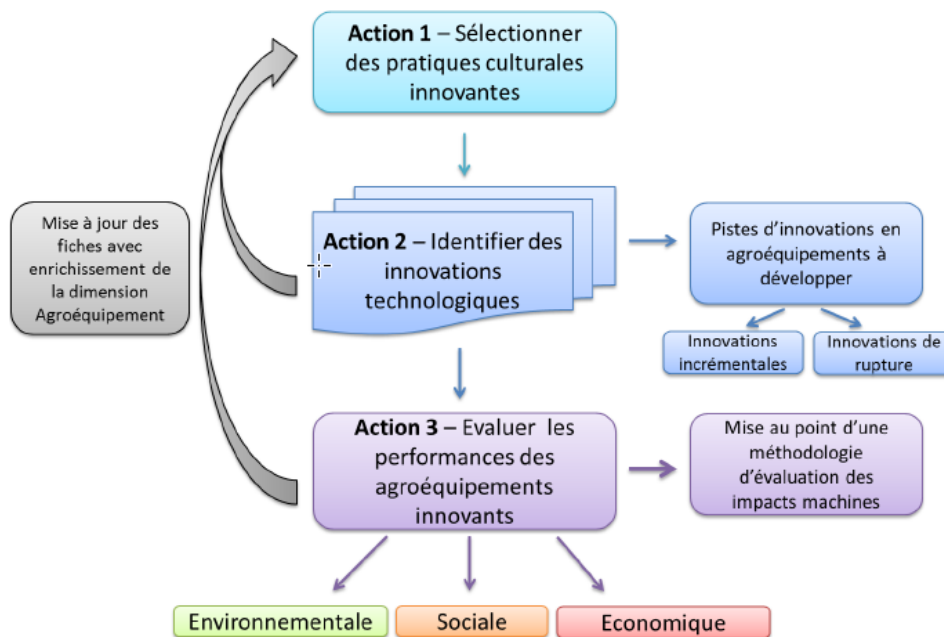 Action 1 – Sélectionner
des pratiques culturales
innovantes
Mise à jour des
fiches avec
enrichissement de
la dimension
Agroéquipement
Action 2 – Identifier des
innovations
technologiques
Pistes d'innovations en
agroéquipements à
développer
Innovations
incrémentales
Innovations de
rupture
Action 3 – Evaluer les
performances des
agroéquipements
innovants
Mise au point d'une
méthodologie
d'évaluation des
impacts machines
Environnementale
Sociale
Economique